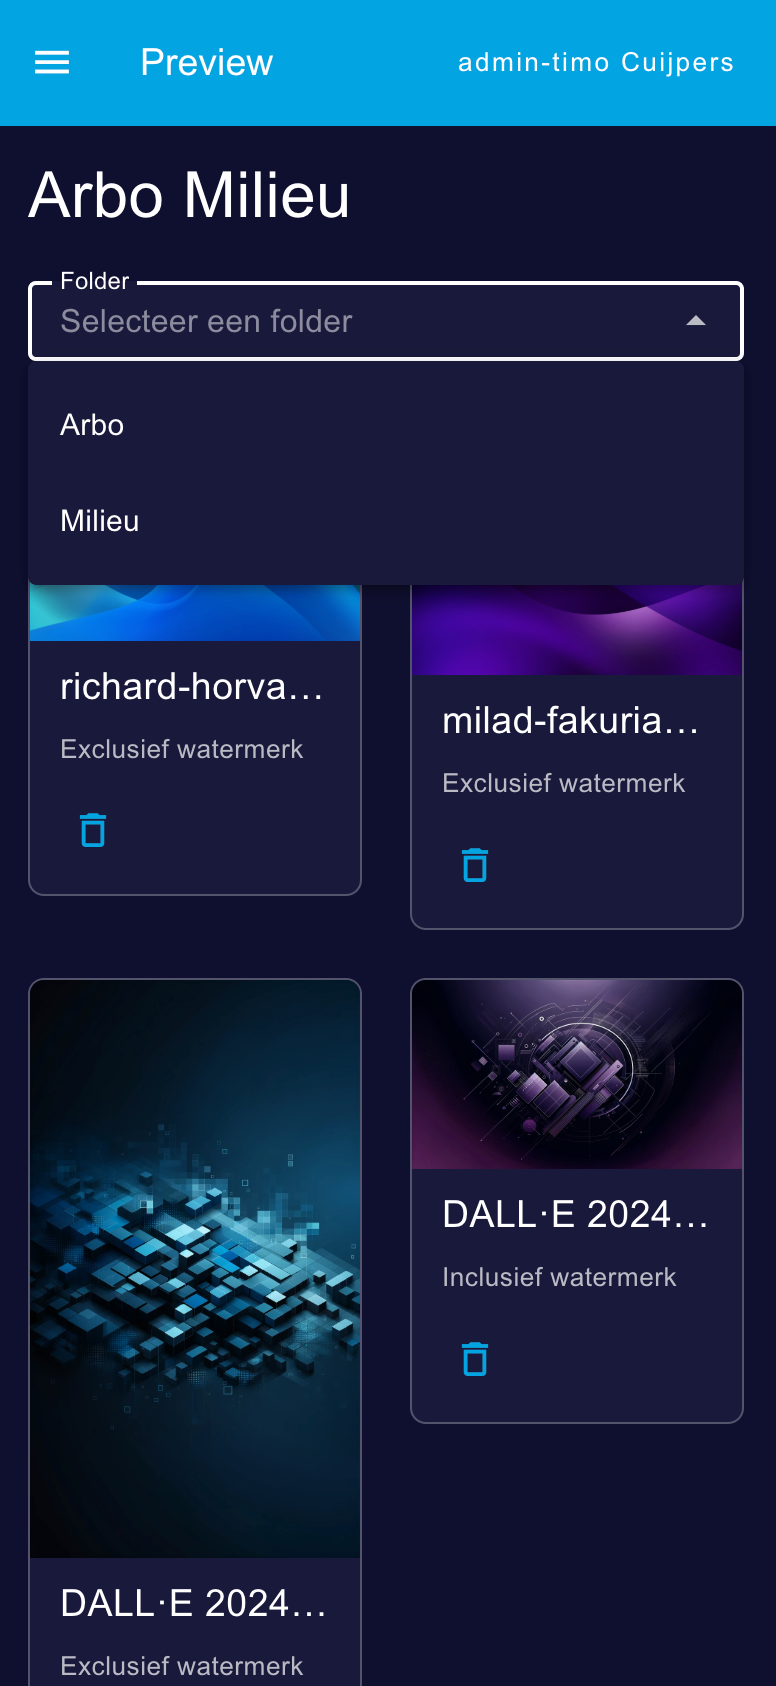 Preview
admin-timo Cuijpers
Arbo Milieu
Folder
Selecteer een folder
Arbo
Milieu
richard-horva...
Exclusief watermerk
milad-fakuria...
Exclusief watermerk
DALL·E 2024...
Inclusief watermerk
DALL·E 2024...
Exclusief watermerk